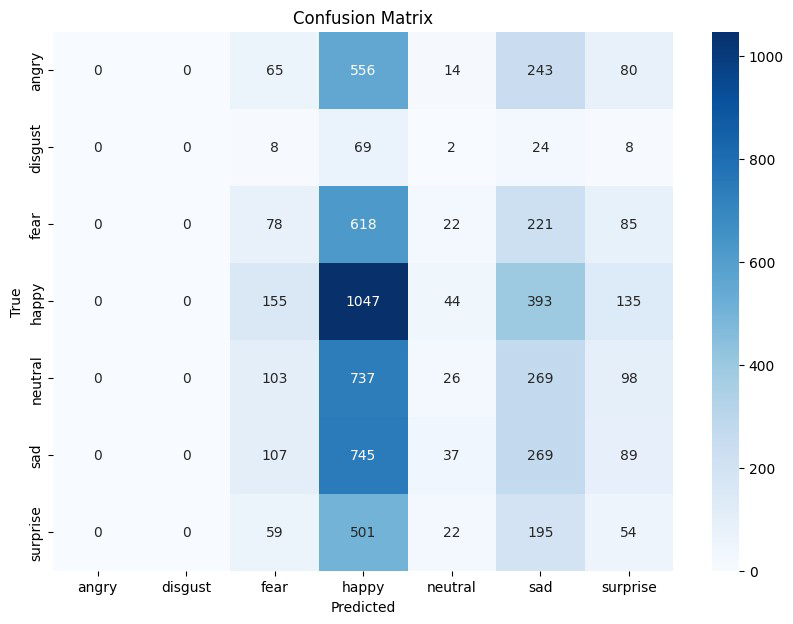 Confusion Matrix
angry 0 0 65 556 14 243 80
disgust 0 0 8 69 2 24 8
fear 0 0 78 618 22 221 85
happy 0 0 155 1047 44 393 135
neutral 0 0 103 737 26 269 98
sad 0 0 107 745 37 269 89
surprise 0 0 59 501 22 195 54
True
angry disgust fear happy neutral sad surprise
Predicted
1000
800
600
400
200
0